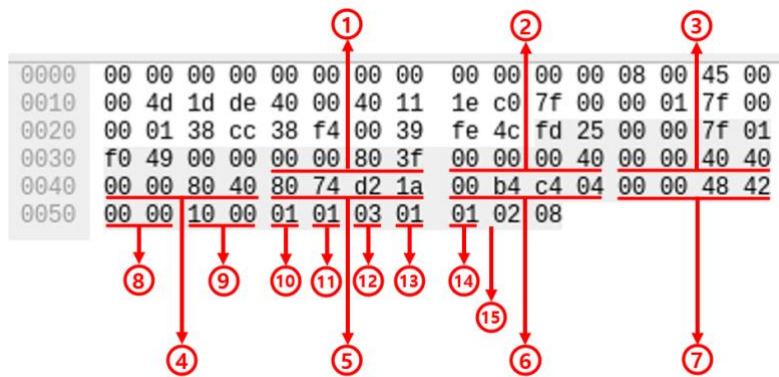 ① ② ③
0000 00 00 00 00 00 00 00 00 00 00 00 00 08 00 45 00
0010 00 4d 1d de 40 00 40 11 1e c0 7f 00 00 01 7f 00
0020 00 01 38 cc 38 f4 00 39 fe 4c fd 25 00 00 7f 01
0030 f0 49 00 00 00 00 80 3f 00 00 00 40 00 00 40 40
0040 00 00 80 40 80 74 d2 1a 00 b4 c4 04 00 00 48 42
0050 00 00 10 00 01 01 03 01 01 02 08
⑧ ⑨ ⑩ ⑪ ⑫ ⑬ ⑭
⑮
④ ⑤ ⑥ ⑦